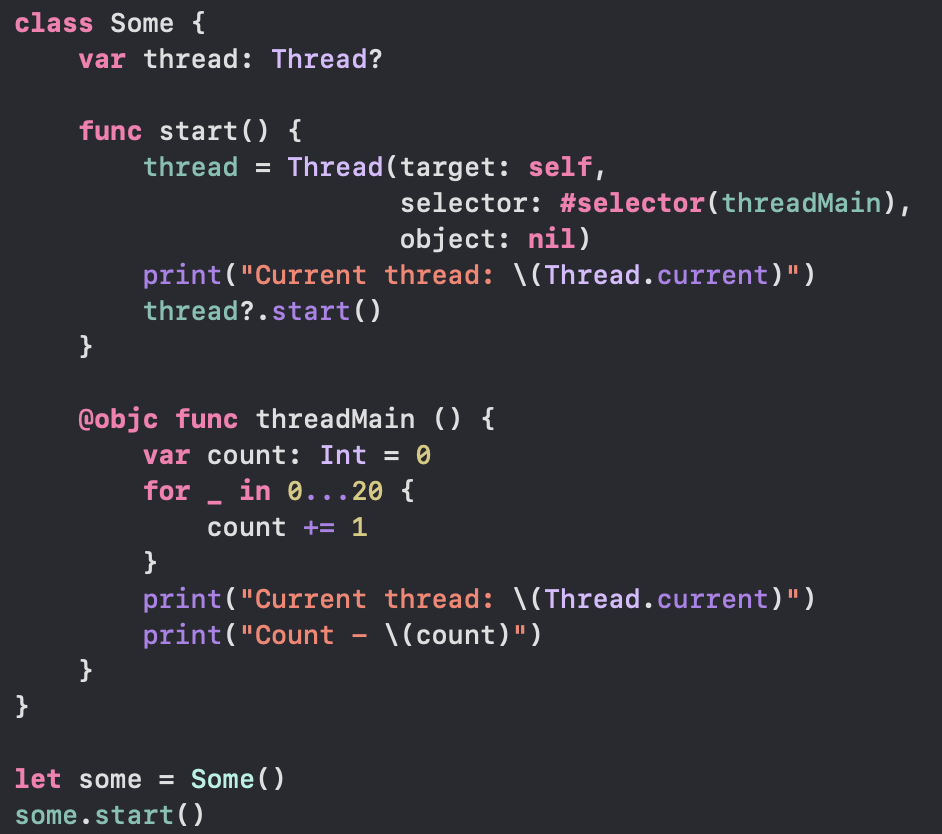 class Some {
    var thread: Thread?

    func start() {
        thread = Thread(target: self,
                        selector: #selector(threadMain),
                        object: nil)
        print("Current thread: \(Thread.current)")
        thread?.start()
    }

    @objc func threadMain () {
        var count: Int = 0
        for _ in 0...20 {
            count += 1
        }
        print("Current thread: \(Thread.current)")
        print("Count – \(count)")
    }
}

let some = Some()
some.start()